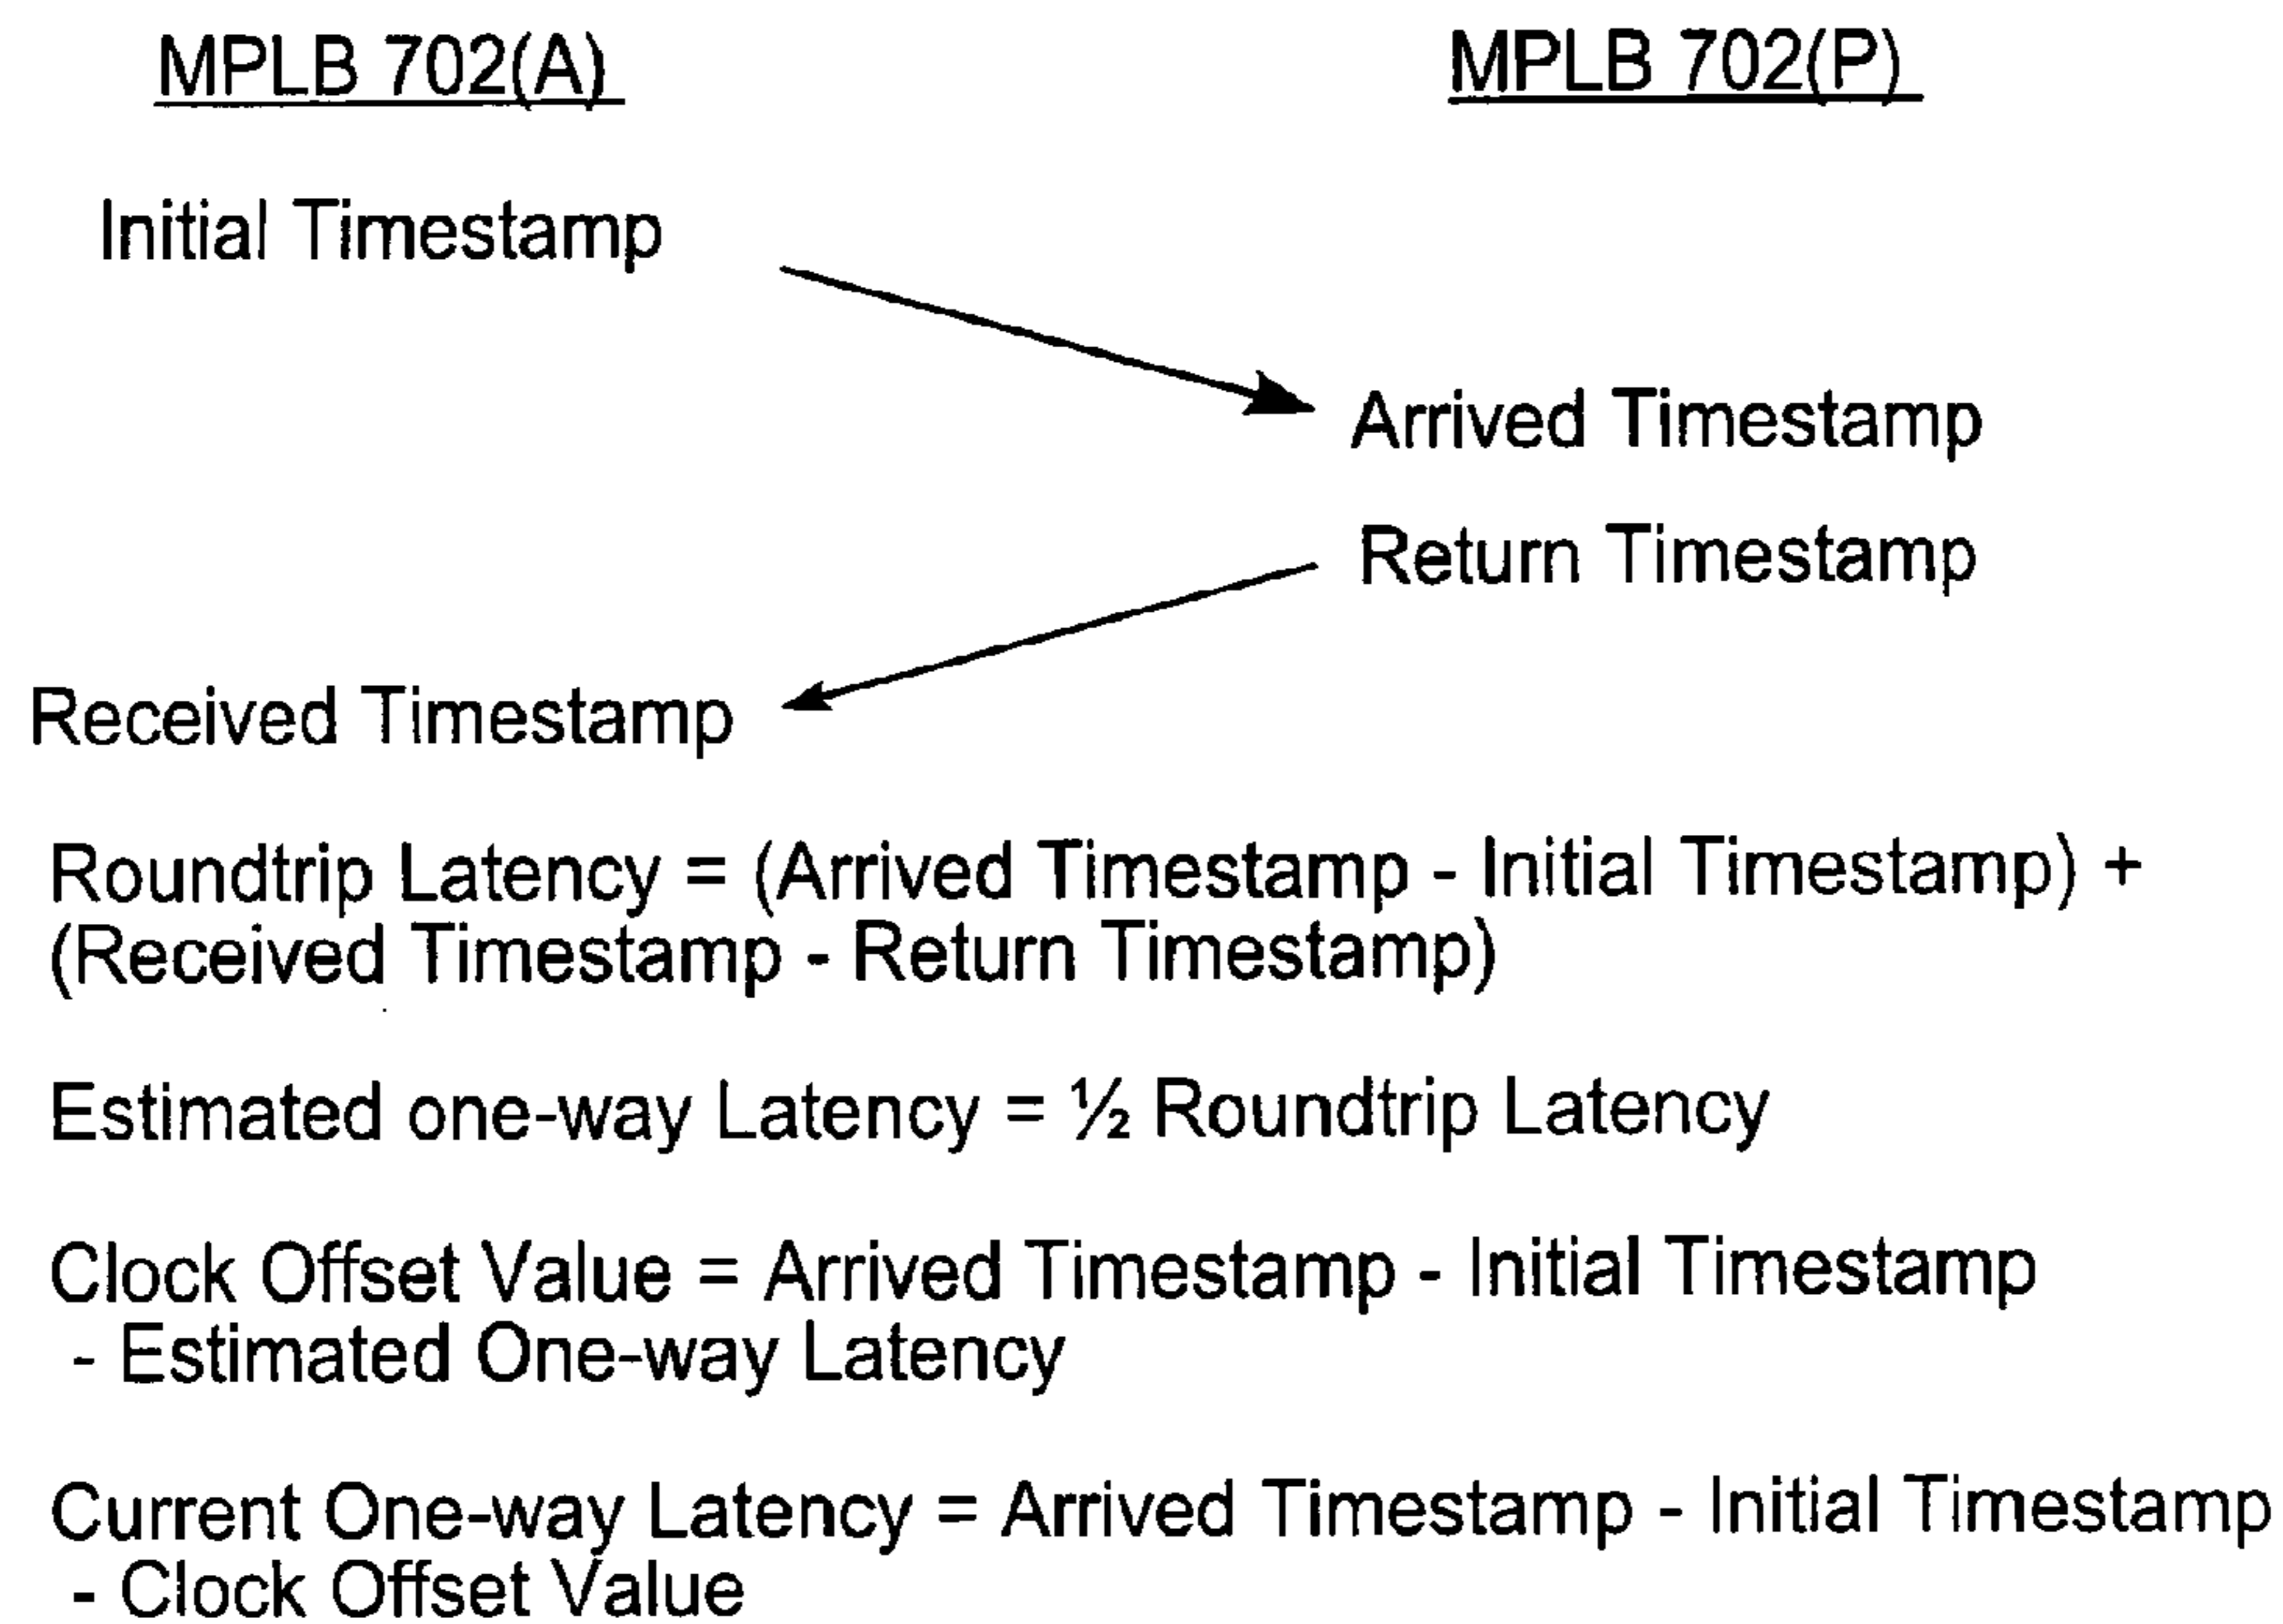 MPLB 702(A) MPLB 702(P)
Initial Timestamp
Arrived Timestamp
Return Timestamp
Received Timestamp
Roundtrip Latency = (Arrived Timestamp - Initial Timestamp) +
(Received Timestamp - Return Timestamp)
Estimated one-way Latency = ½ Roundtrip Latency
Clock Offset Value = Arrived Timestamp - Initial Timestamp
- Estimated One-way Latency
Current One-way Latency = Arrived Timestamp - Initial Timestamp
- Clock Offset Value